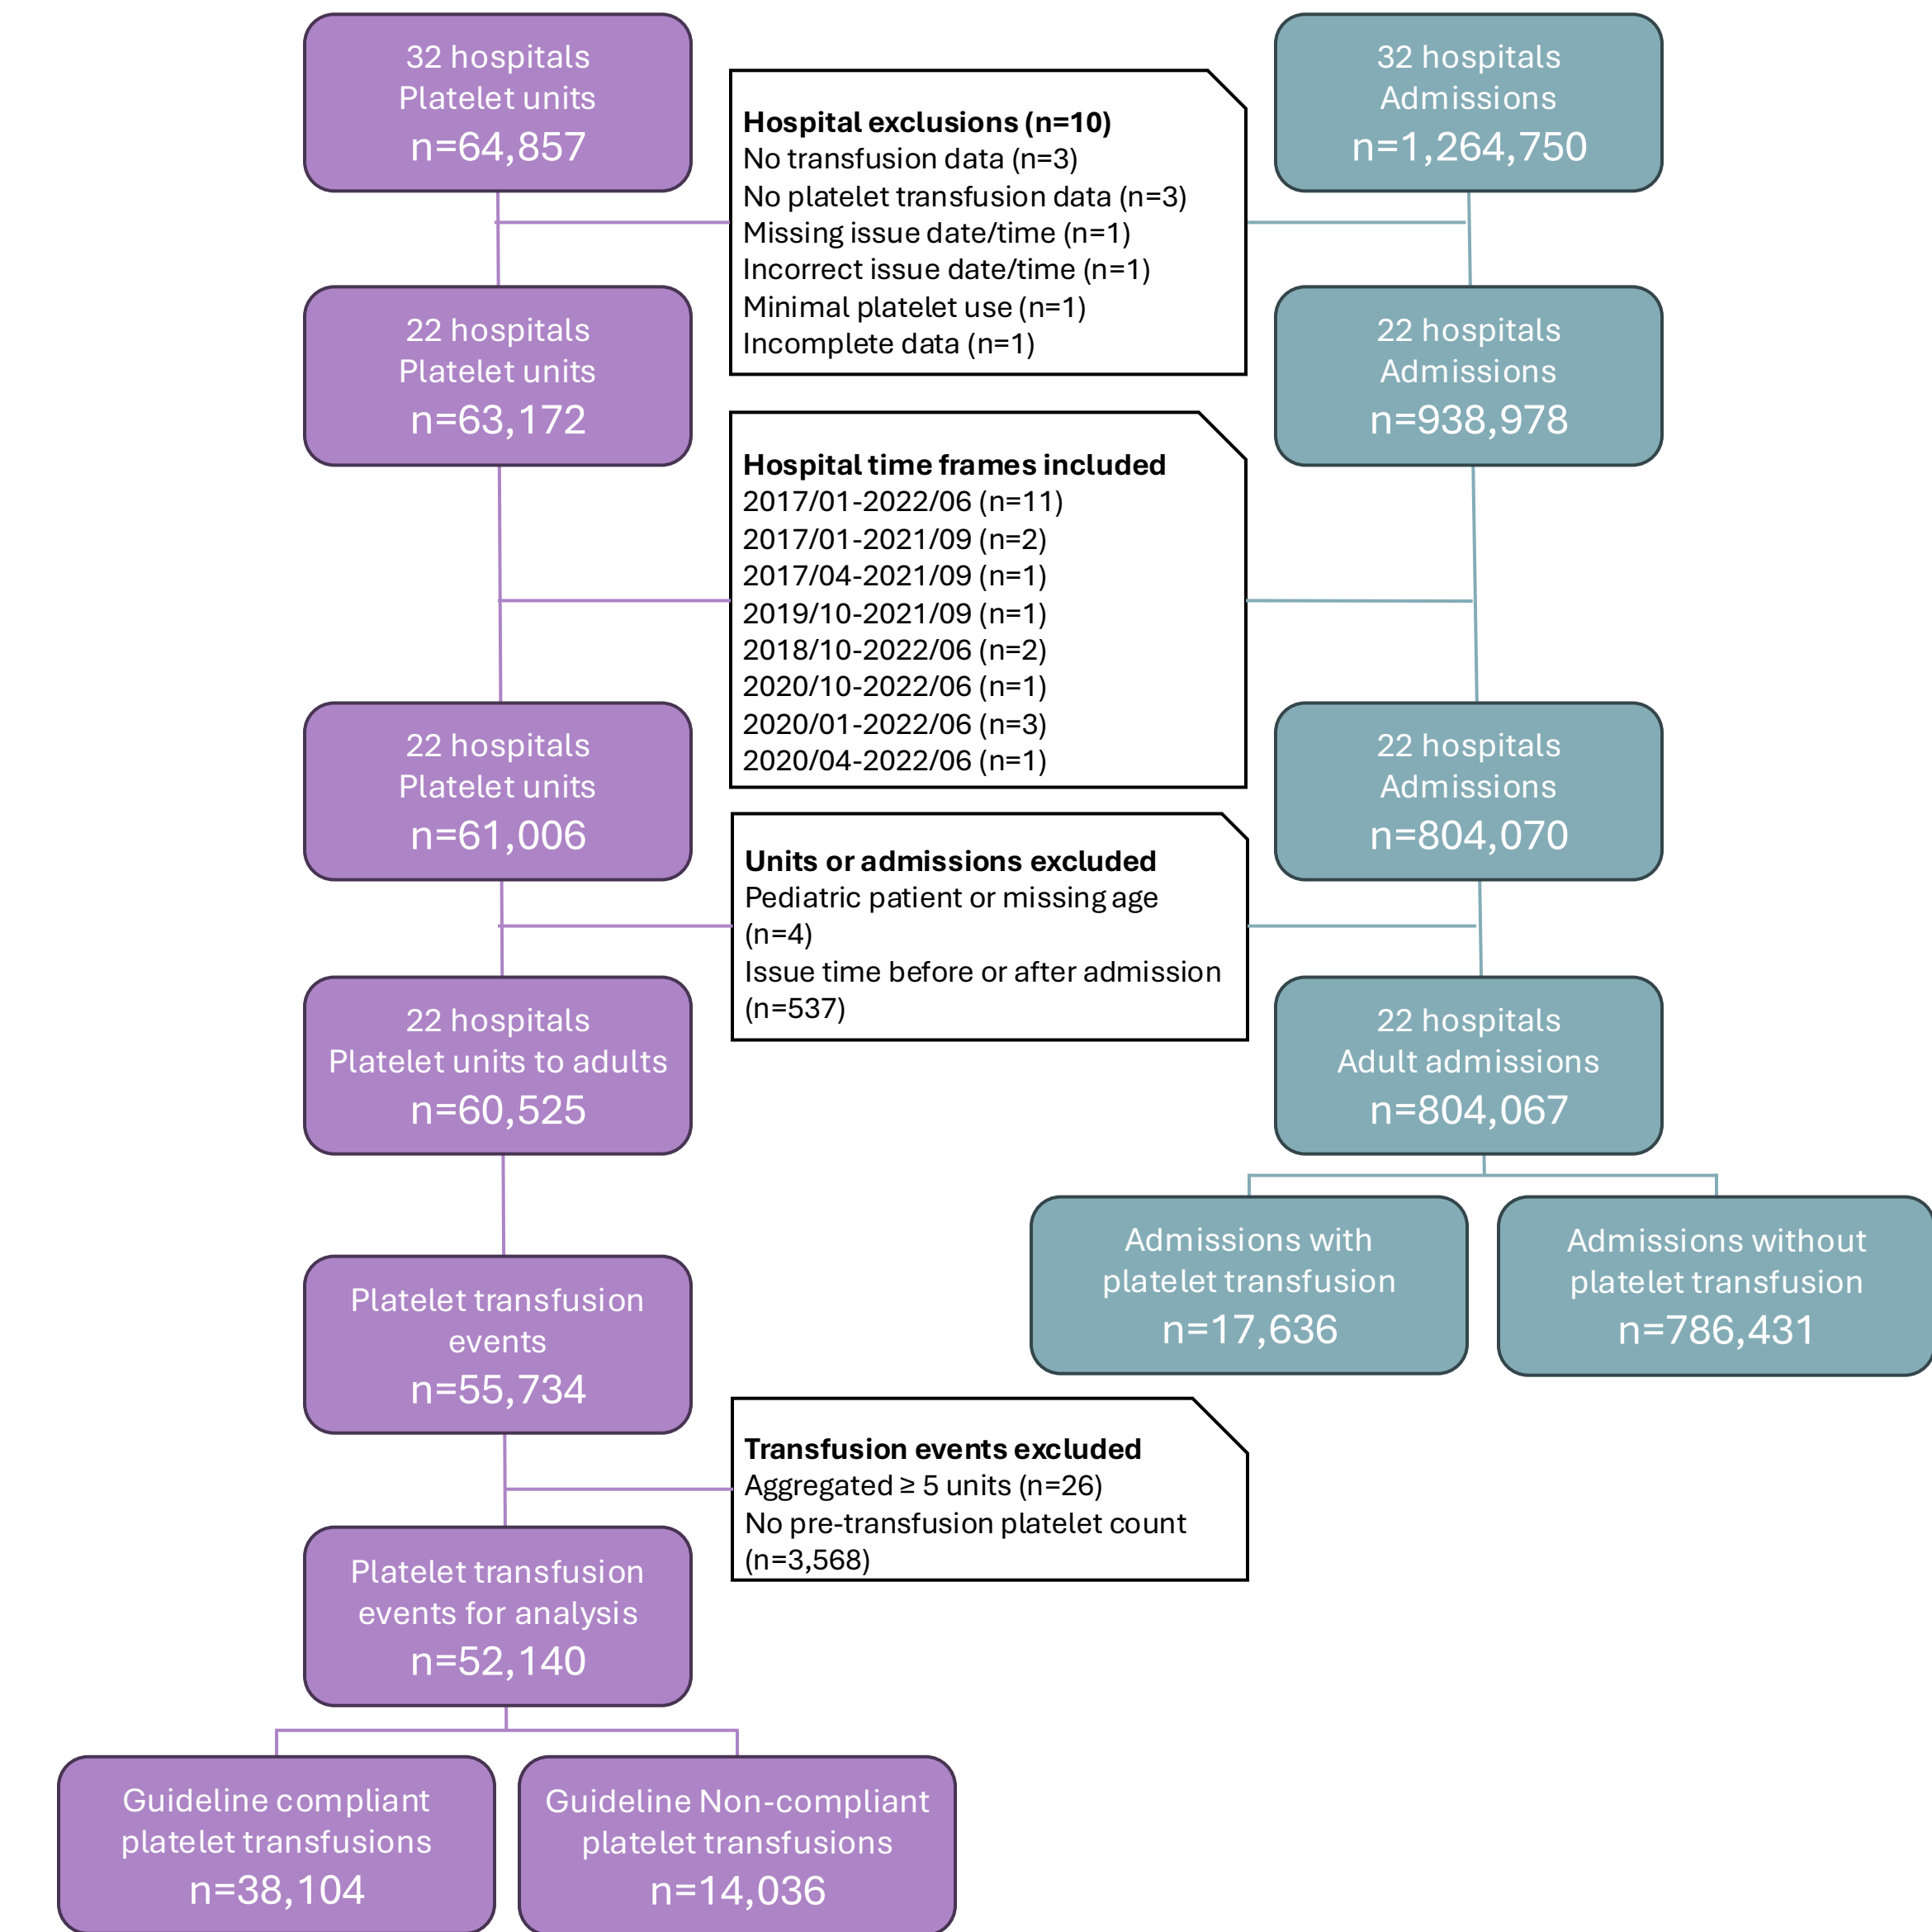 32 hospitals
Platelet units
n=64,857
32 hospitals
Admissions
n=1,264,750
Hospital exclusions (n=10)
No transfusion data (n=3)
No platelet transfusion data (n=3)
Missing issue date/time (n=1)
Incorrect issue date/time (n=1)
Minimal platelet use (n=1)
Incomplete data (n=1)
22 hospitals
Platelet units
n=63,172
22 hospitals
Admissions
n=938,978
Hospital time frames included
2017/01-2022/06 (n=11)
2017/01-2021/09 (n=2)
2017/04-2021/09 (n=1)
2019/10-2021/09 (n=1)
2018/10-2022/06 (n=2)
2020/10-2022/06 (n=1)
2020/01-2022/06 (n=3)
2020/04-2022/06 (n=1)
22 hospitals
Platelet units
n=61,006
22 hospitals
Admissions
n=804,070
Units or admissions excluded
Pediatric patient or missing age
(n=4)
Issue time before or after admission
(n=537)
22 hospitals
Platelet units to adults
n=60,525
22 hospitals
Adult admissions
n=804,067
Admissions with
platelet transfusion
n=17,636
Admissions without
platelet transfusion
n=786,431
Platelet transfusion
events
n=55,734
Transfusion events excluded
Aggregated ≥ 5 units (n=26)
No pre-transfusion platelet count
(n=3,568)
Platelet transfusion
events for analysis
n=52,140
Guideline compliant
platelet transfusions
n=38,104
Guideline Non-compliant
platelet transfusions
n=14,036